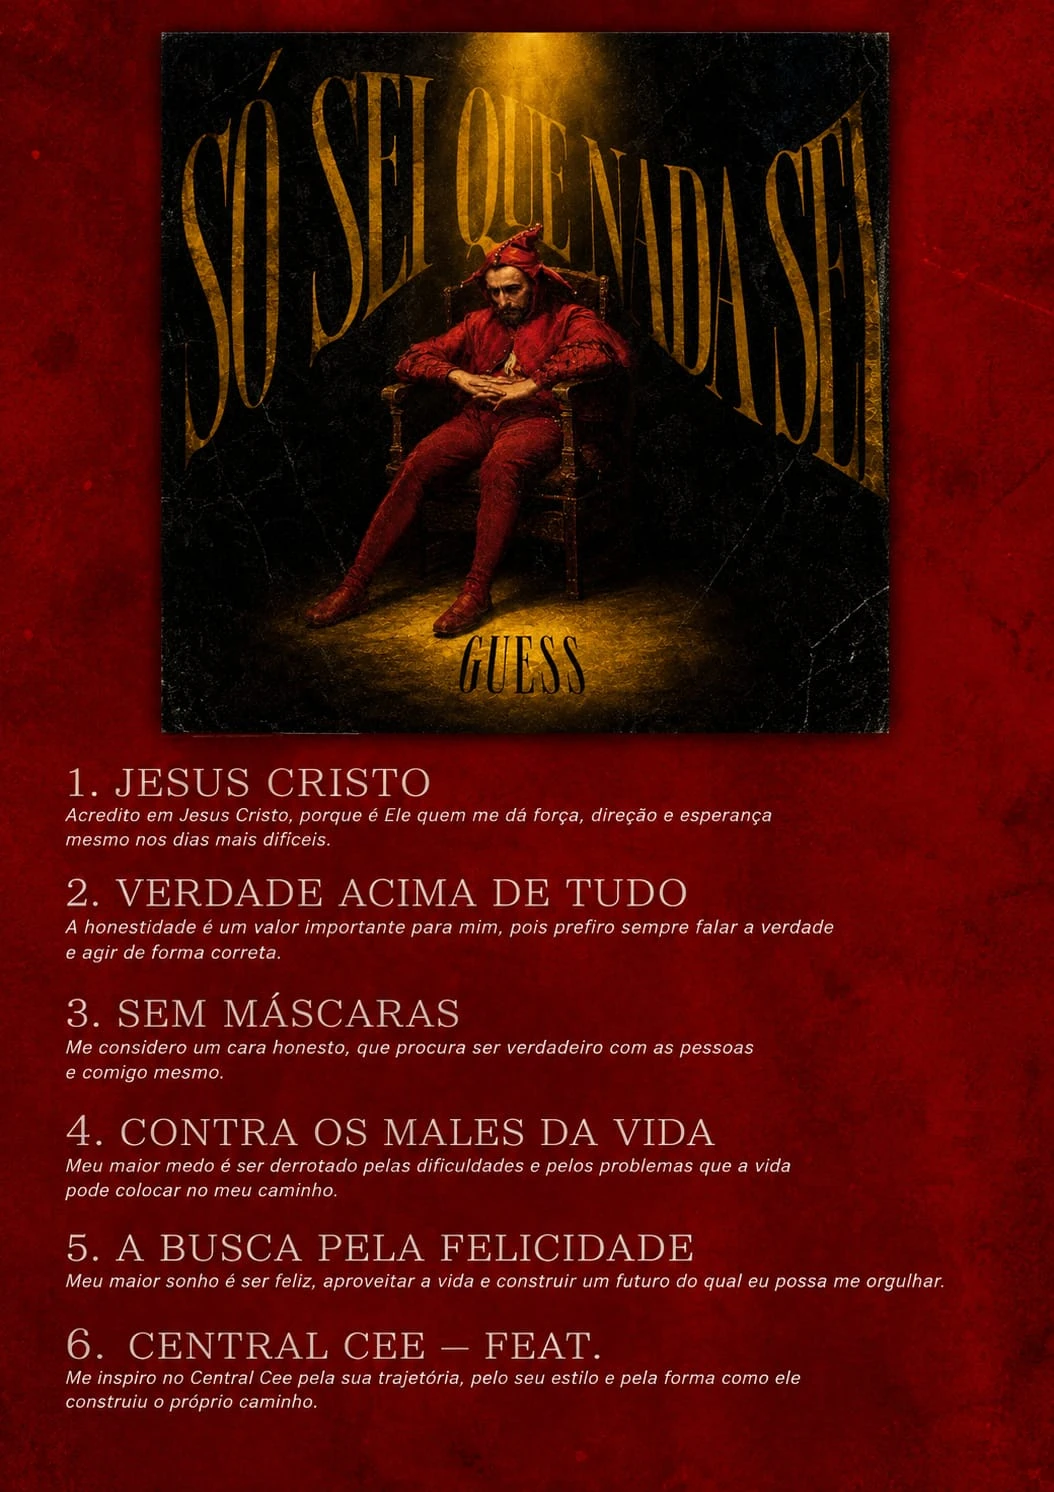 SÓ SEI QUE NADA SEI
GUESS
1. JESUS CRISTO
Acredito em Jesus Cristo, porque é Ele quem me dá força, direção e esperança
mesmo nos dias mais difíceis.
2. VERDADE ACIMA DE TUDO
A honestidade é um valor importante para mim, pois prefiro sempre falar a verdade
e agir de forma correta.
3. SEM MÁSCARAS
Me considero um cara honesto, que procura ser verdadeiro com as pessoas
e comigo mesmo.
4. CONTRA OS MALES DA VIDA
Meu maior medo é ser derrotado pelas dificuldades e pelos problemas que a vida
pode colocar no meu caminho.
5. A BUSCA PELA FELICIDADE
Meu maior sonho é ser feliz, aproveitar a vida e construir um futuro do qual eu possa me orgulhar.
6. CENTRAL CEE – FEAT.
Me inspiro no Central Cee pela sua trajetória, pelo seu estilo e pela forma como ele
construiu o próprio caminho.